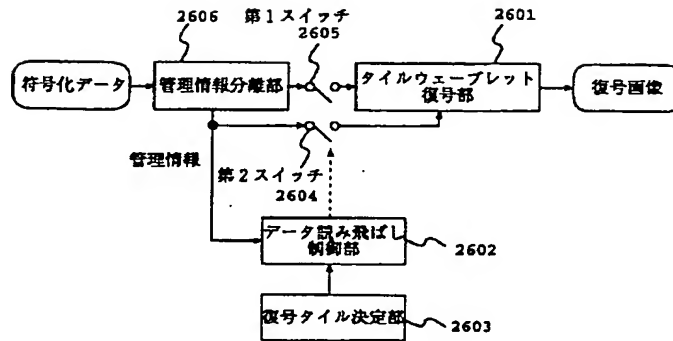 第1スイッチ
2606
2605
2601
符号化データ
管理情報分離部
タイルウェーブレット
復号部
復号画像
管理情報
第2スイッチ
2604
データ読み飛ばし
制御部
2602
復号タイル決定部
2603